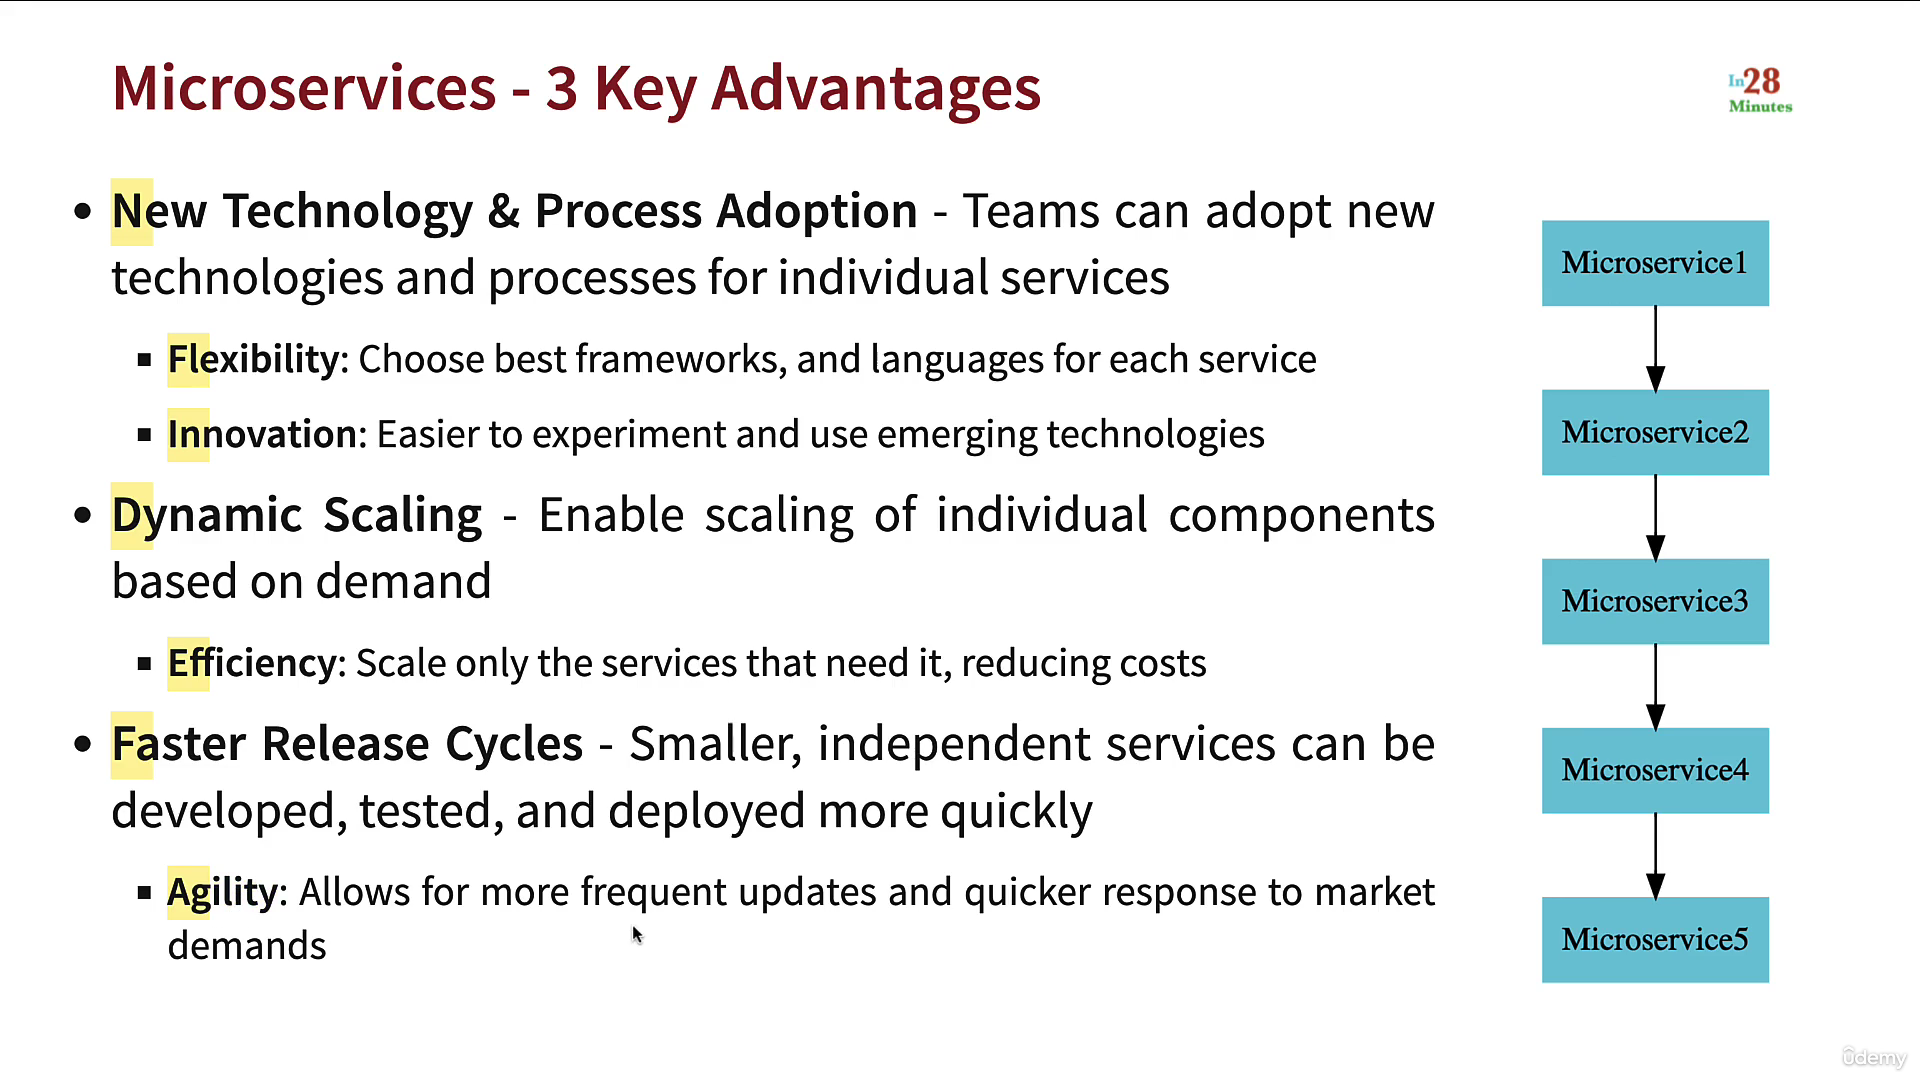 Microservices - 3 Key Advantages
In28
Minutes
• New Technology & Process Adoption - Teams can adopt new
technologies and processes for individual services
▪ Flexibility: Choose best frameworks, and languages for each service
▪ Innovation: Easier to experiment and use emerging technologies
• Dynamic Scaling - Enable scaling of individual components
based on demand
▪ Efficiency: Scale only the services that need it, reducing costs
• Faster Release Cycles - Smaller, independent services can be
developed, tested, and deployed more quickly
▪ Agility: Allows for more frequent updates and quicker response to market
demands
Microservice1
Microservice2
Microservice3
Microservice4
Microservice5
ûdemy